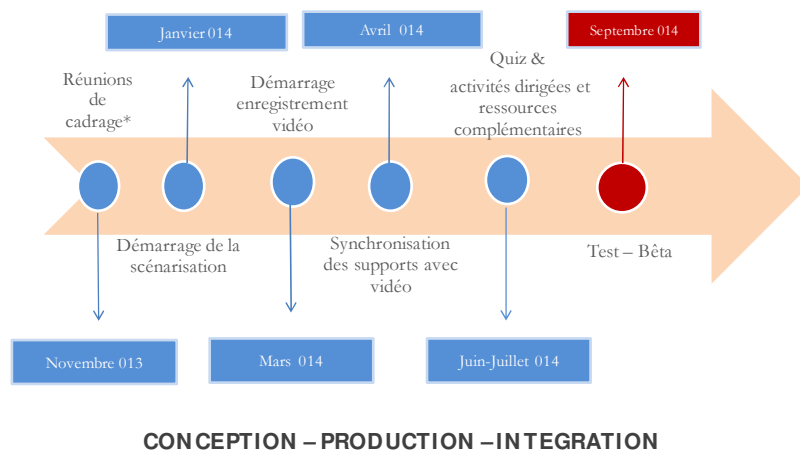 Janvier 014
Avril 014
Septembre 014
Réunions
de
cadrage*
Démarrage
enregistrement
vidéo
Quiz &
activités dirigées et
ressources
complémentaires
Démarrage de la
scénarisation
Synchronisation
des supports avec
vidéo
Test – Bêta
Novembre 013
Mars 014
Juin-Juillet 014
CONCEPTION – PRODUCTION – INTEGRATION